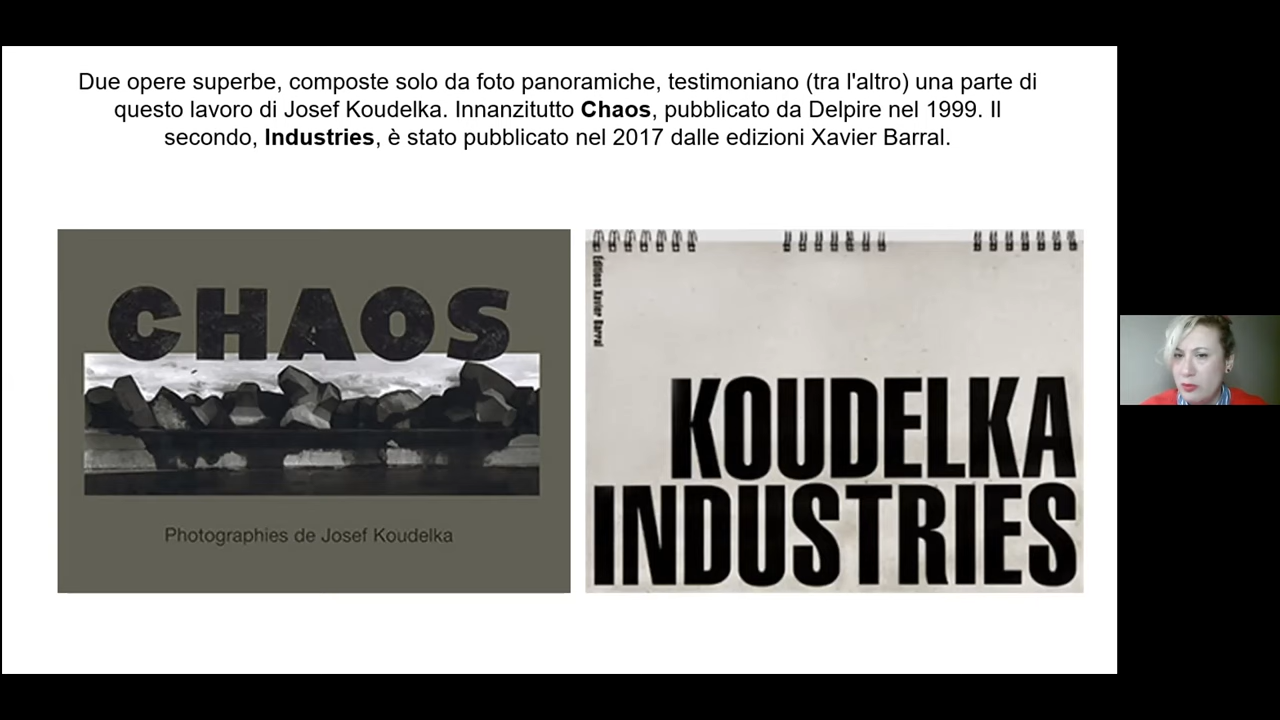 Due opere superbe, composte solo da foto panoramiche, testimoniano (tra l'altro) una parte di
questo lavoro di Josef Koudelka. Innanzitutto Chaos, pubblicato da Delpire nel 1999. Il
secondo, Industries, è stato pubblicato nel 2017 dalle edizioni Xavier Barral.
CHAOS
Photographies de Josef Koudelka
Éditions Xavier Barral
KOUDELKA
INDUSTRIES